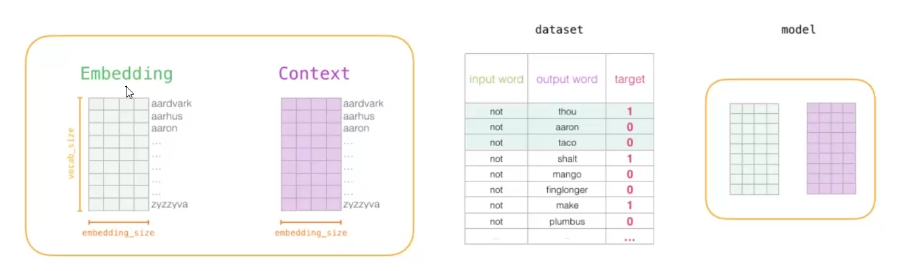 Embedding
Context
vocab_size
aardvark
aarhus
aaron
...
...
...
...
zyzzyva
embedding_size
aardvark
aarhus
aaron
...
...
...
...
zyzzyva
embedding_size
dataset
input word output word target
not thou 1
not aaron 0
not taco 0
not shalt 1
not mango 0
not finglonger 0
not make 1
not plumbus 0
... ... ...
model